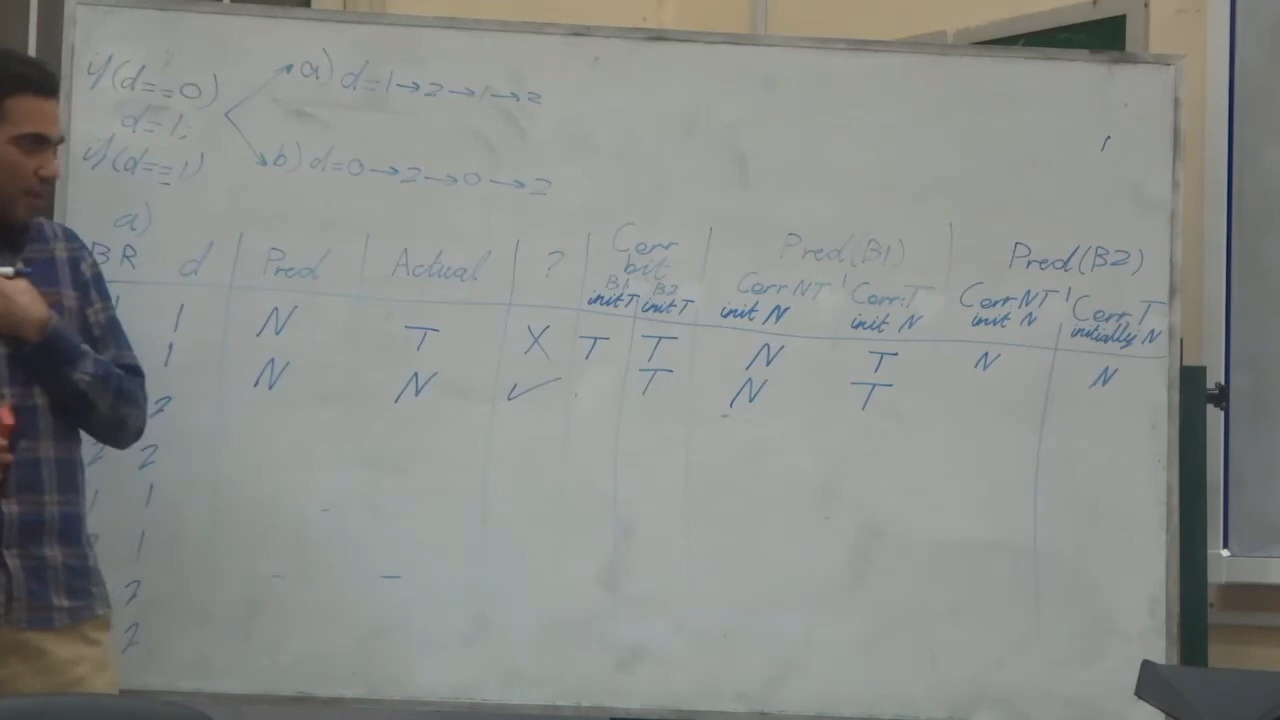 if(d==0)
d=1;
if(d==1)
a) d=1→2→1→2
b) d=0→2→0→2
a)
BR d Pred Actual ? Corr bit Pred(B1) Pred(B2)
B1 init T B2 init T Corr NT init N Corr.T init N Corr NT init N Corr.T initially N
1 N T X T T N T N N
1 N N ✓ T N T
2
2 2
1 1
1
2
2